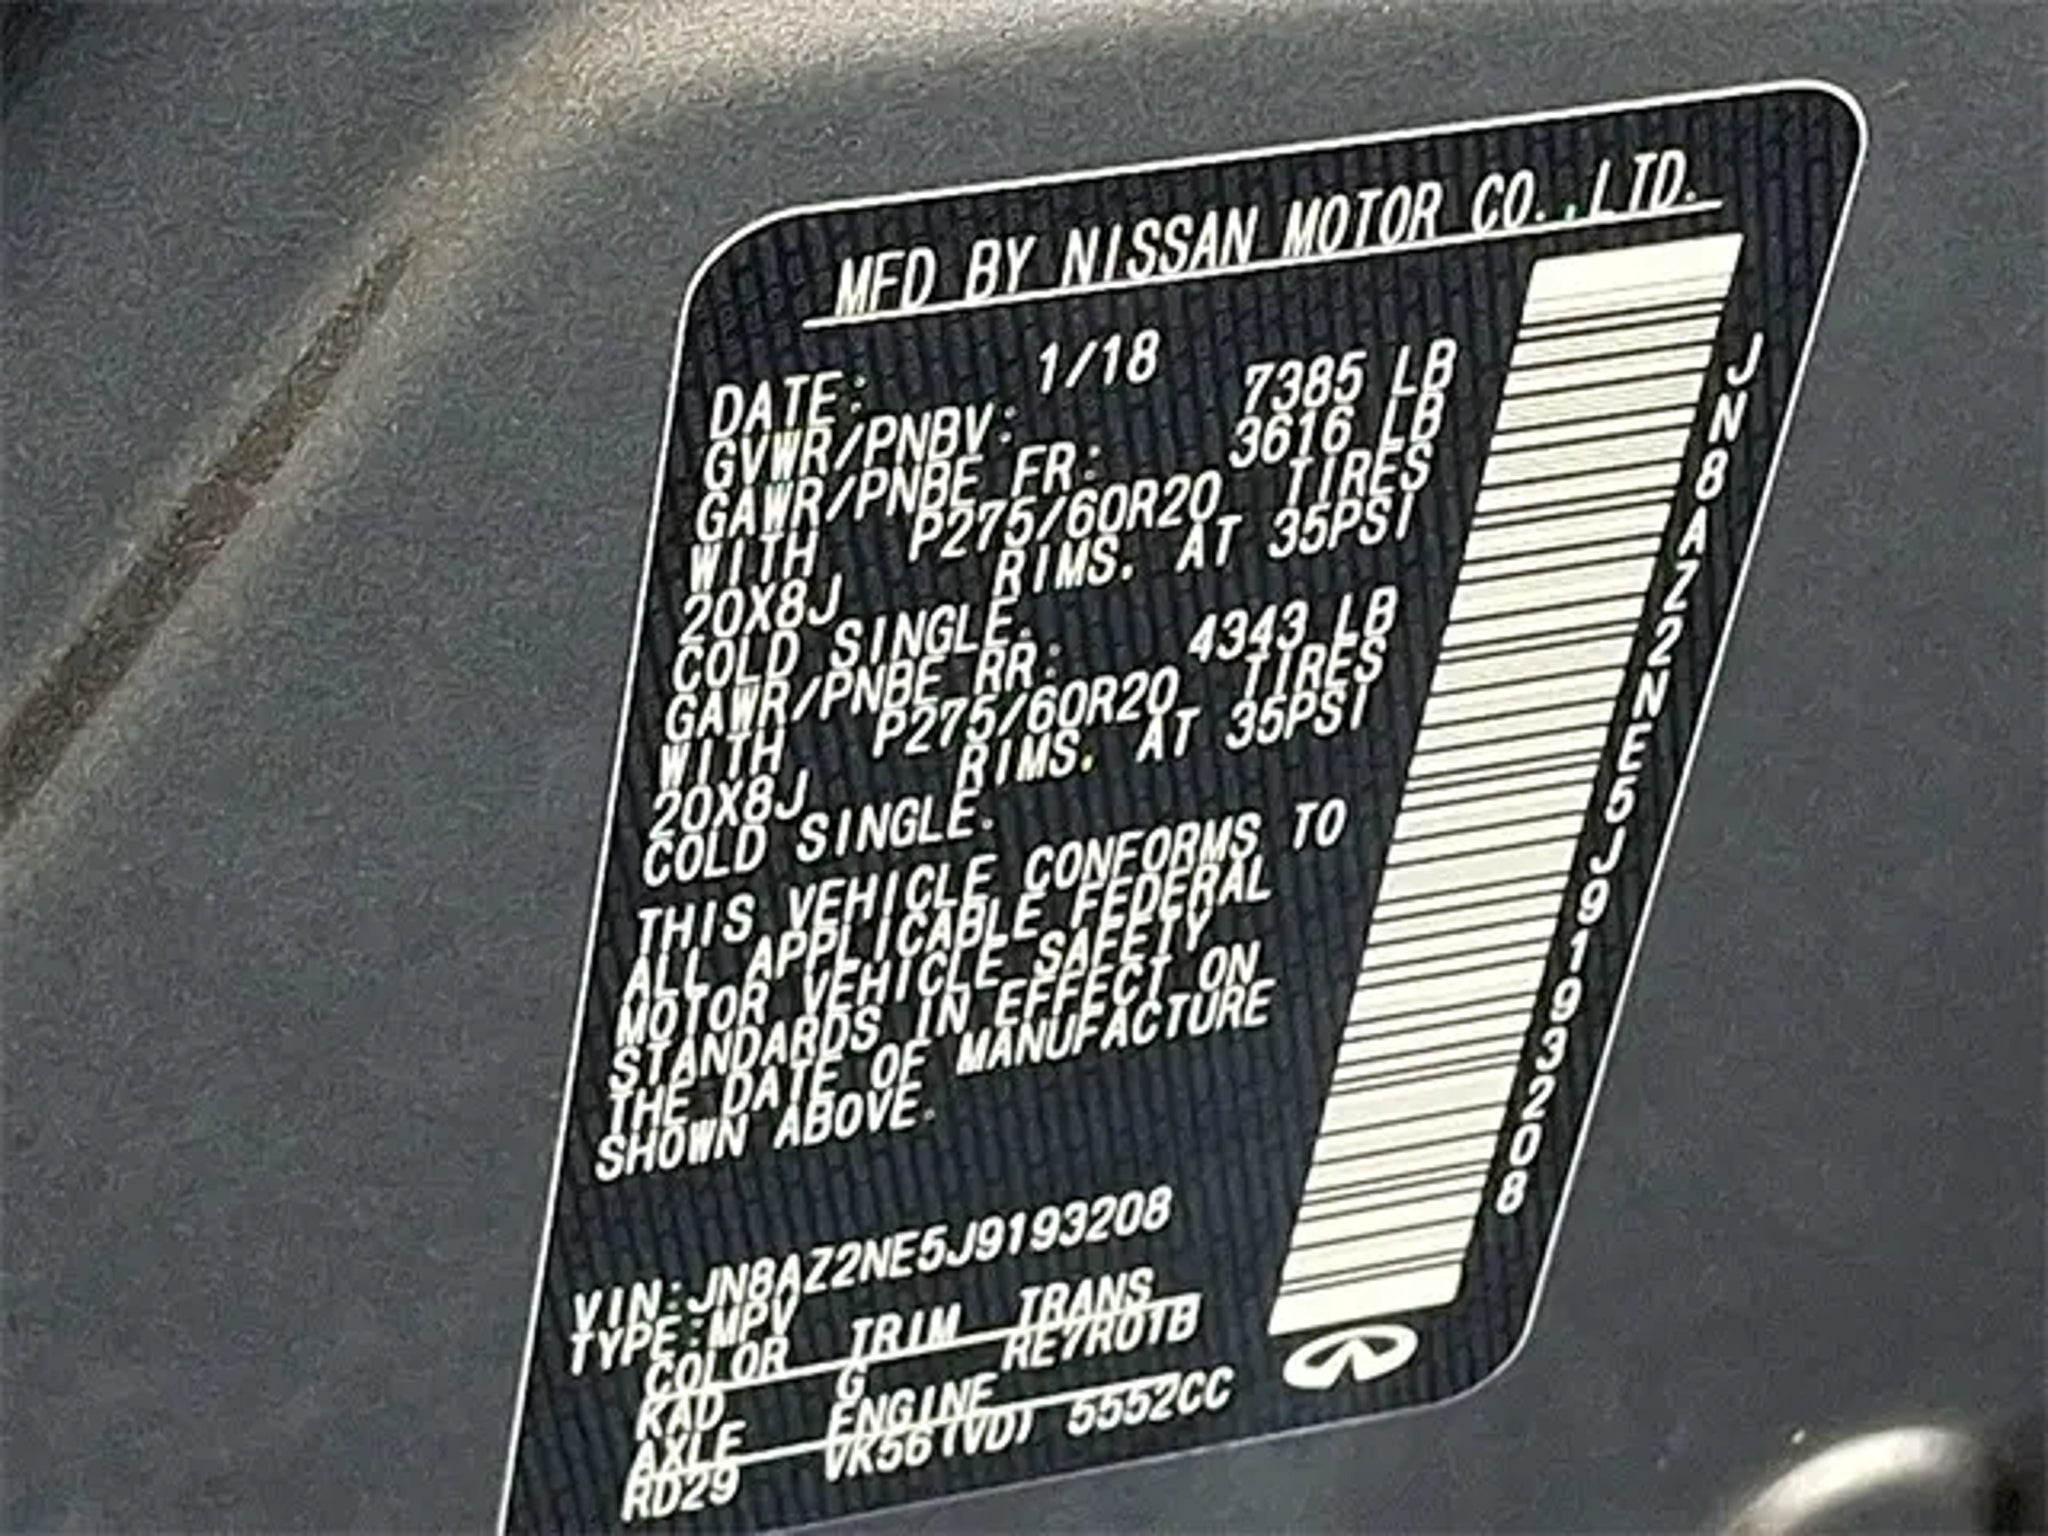 MFD BY NISSAN MOTOR CO.,LTD.
DATE: 1/18
GVWR/PNBV: 7385 LB
GAWR/PNBE FR: 3616 LB
WITH P275/60R20 TIRES
20X8J RIMS. AT 35PSI
COLD SINGLE.
GAWR/PNBE RR: 4343 LB
WITH P275/60R20 TIRES
20X8J RIMS. AT 35PSI
COLD SINGLE.
THIS VEHICLE CONFORMS TO
ALL APPLICABLE FEDERAL
MOTOR VEHICLE SAFETY
STANDARDS IN EFFECT ON
THE DATE OF MANUFACTURE
SHOWN ABOVE.
VIN:JN8AZ2NE5J9193208
TYPE:MPV
COLOR TRIM TRANS
KAD G RE7R01B
AXLE ENGINE
RD29 VK56(VD) 5552CC
JN8AZ2NE5J9193208